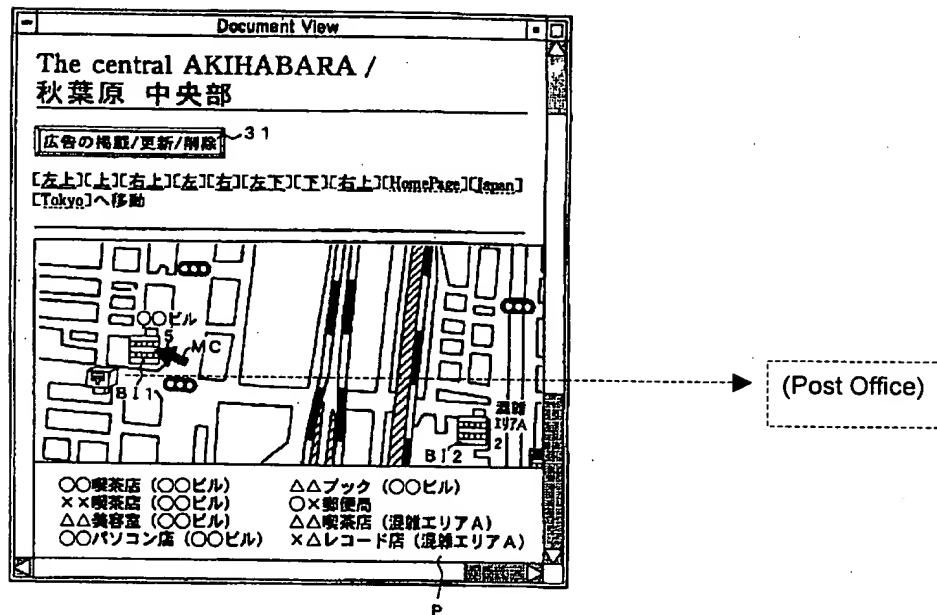 Document View
The central AKIHABARA /
秋葉原 中央部
広告の掲載/更新/削除
31
[左上][上][右上][左][右][左下][下][右上][HomePage][Japan]
[Tokyo]へ移動
○○ビル
5
MC
BI1
混雑
エリアA
2
BI2
(Post Office)
○○喫茶店 (○○ビル)
△△ブック (○○ビル)
××喫茶店 (○○ビル)
○×郵便局
△△美容室 (○○ビル)
△△喫茶店 (混雑エリアA)
○○パソコン店 (○○ビル)
×△レコード店 (混雑エリアA)
P